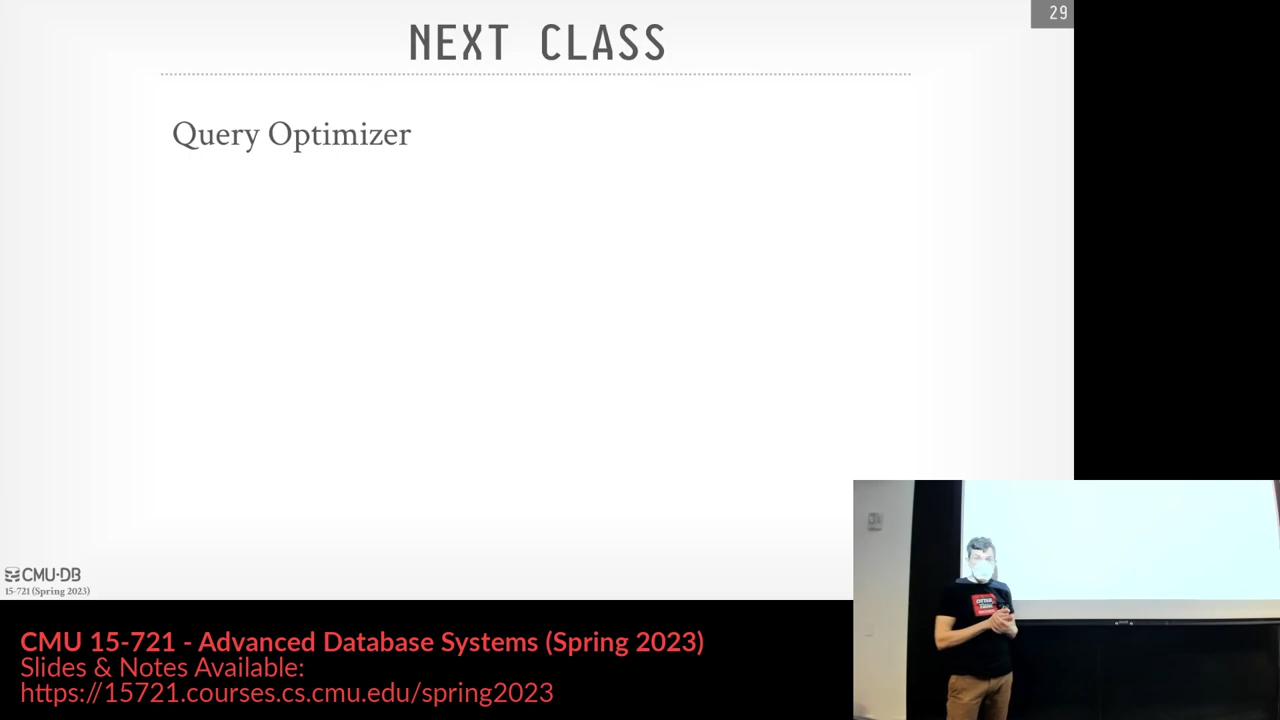 29
NEXT CLASS
Query Optimizer
CMU·DB
15-721 (Spring 2023)
CMU 15-721 - Advanced Database Systems (Spring 2023)
Slides & Notes Available:
https://15721.courses.cs.cmu.edu/spring2023